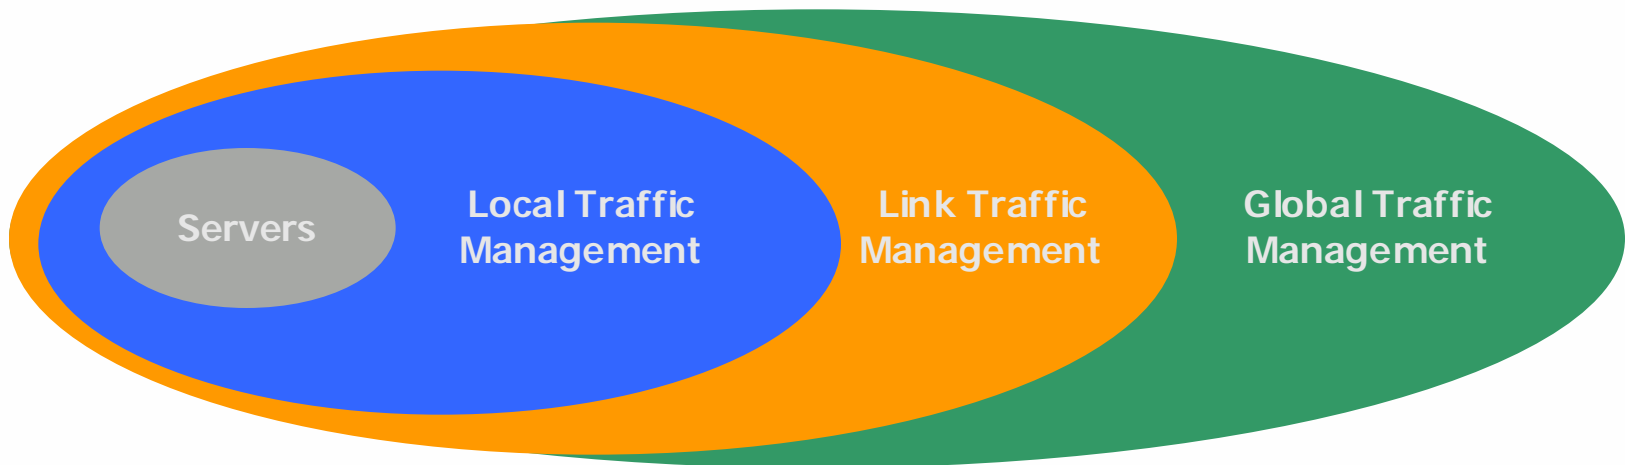 Servers
Local Traffic
Management
Link Traffic
Management
Global Traffic
Management